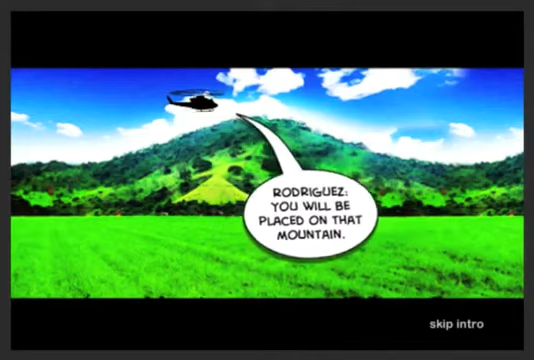 RODRIGUEZ:
YOU WILL BE
PLACED ON THAT
MOUNTAIN.
skip intro